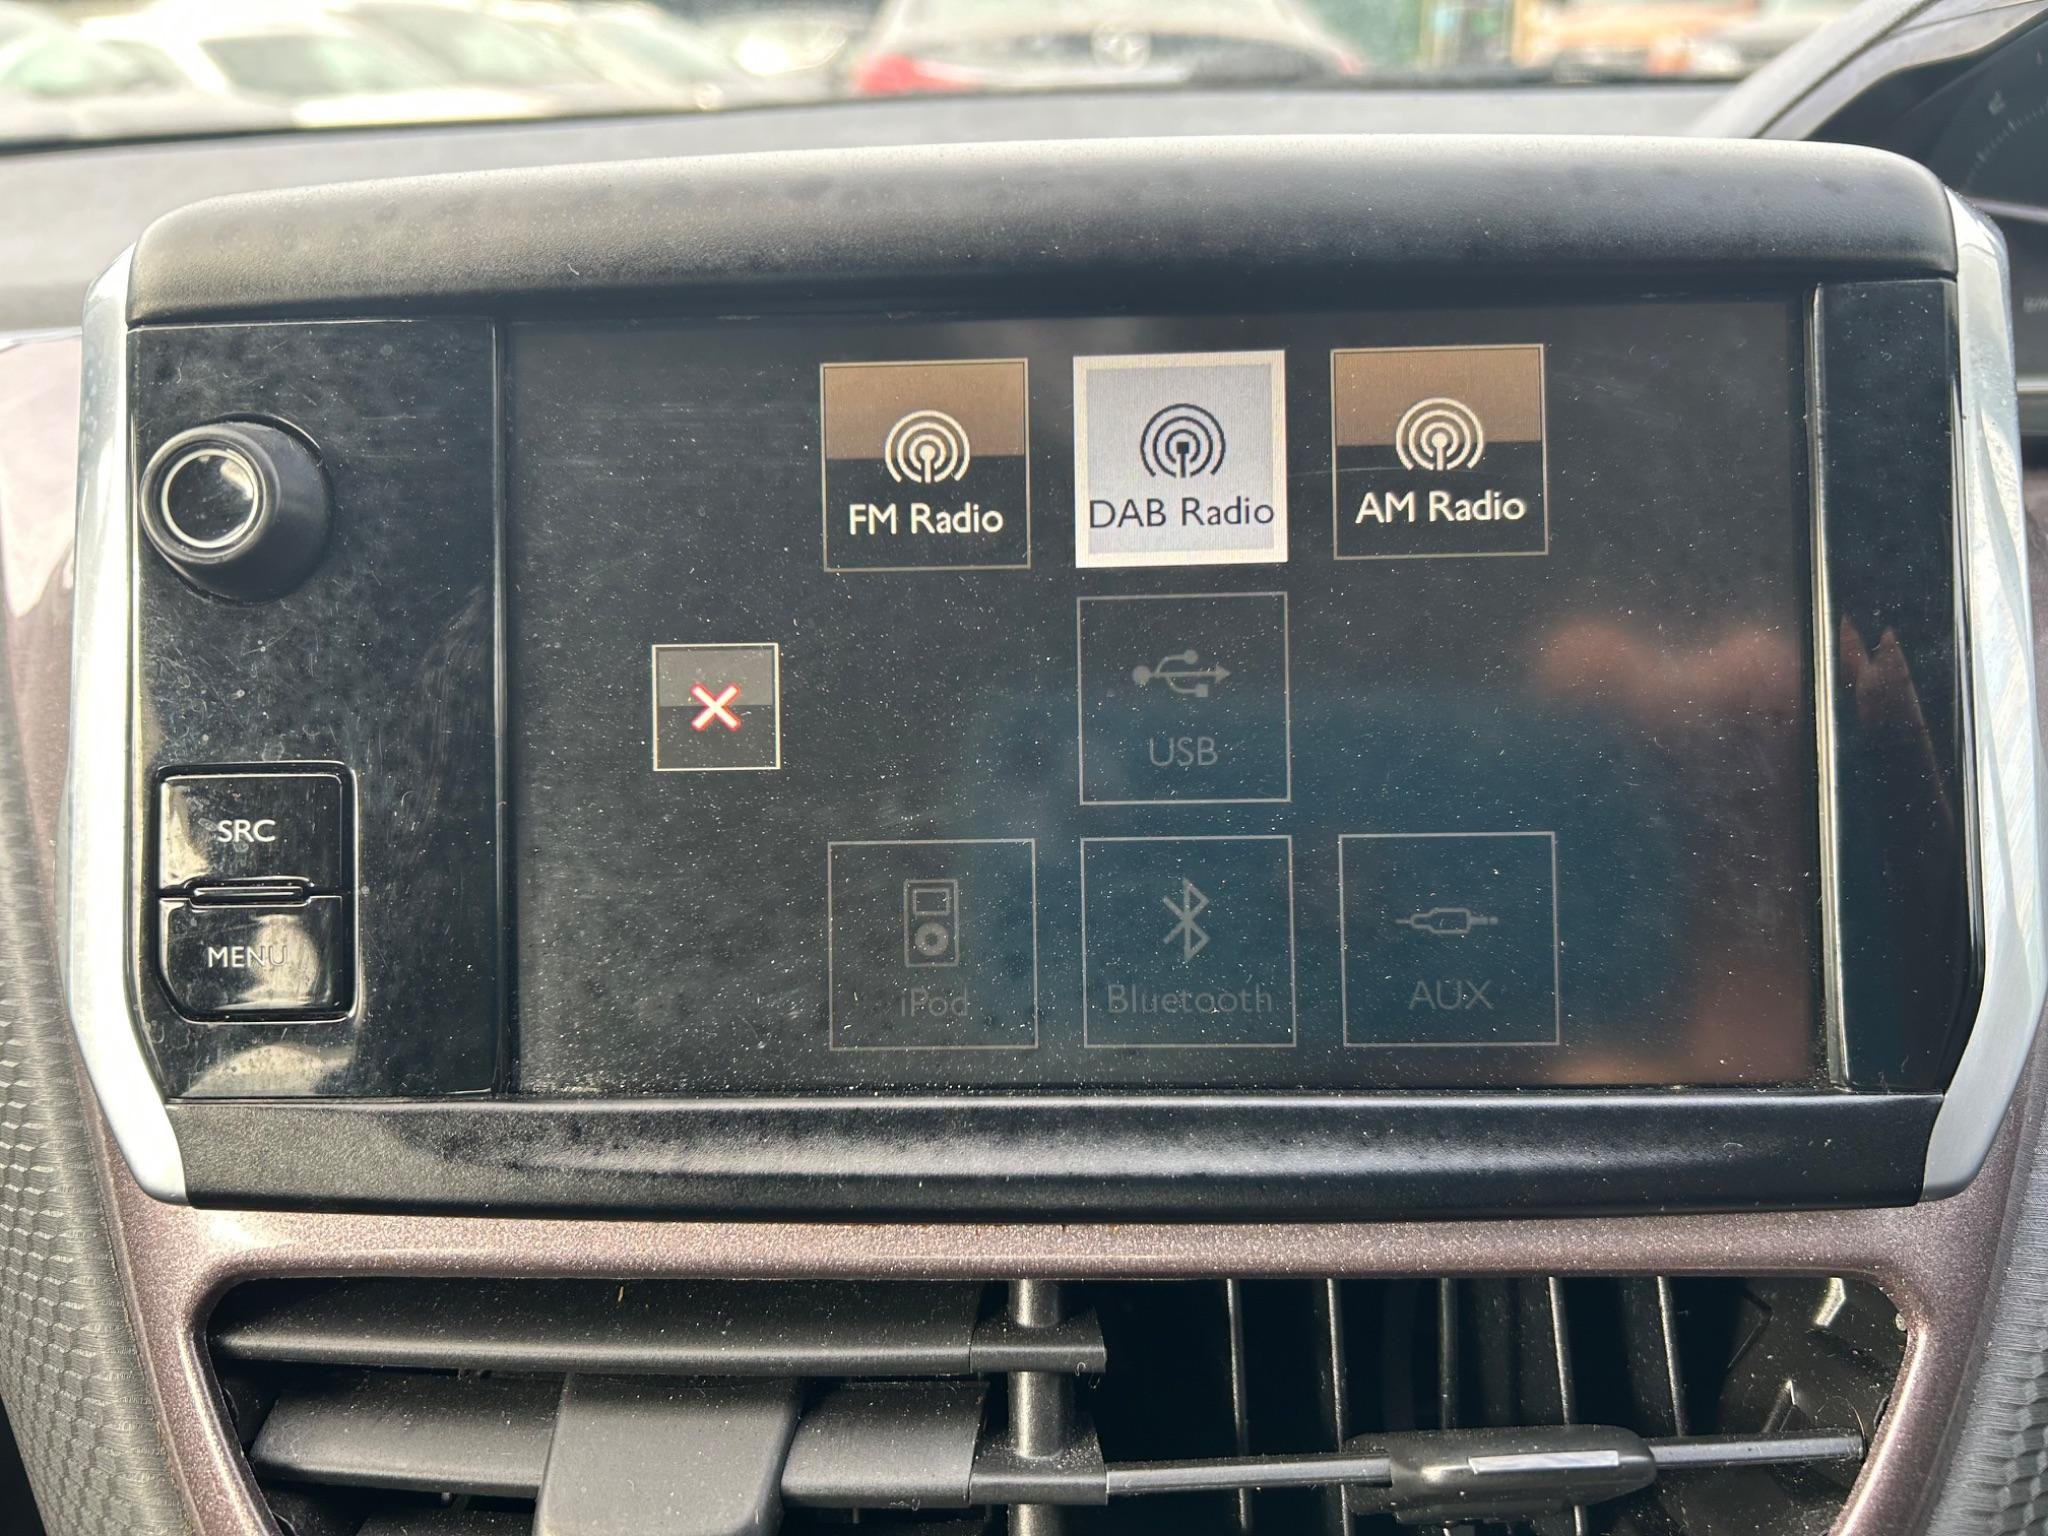 FM Radio
DAB Radio
AM Radio
USB
SRC
MENU
iPod
Bluetooth
AUX